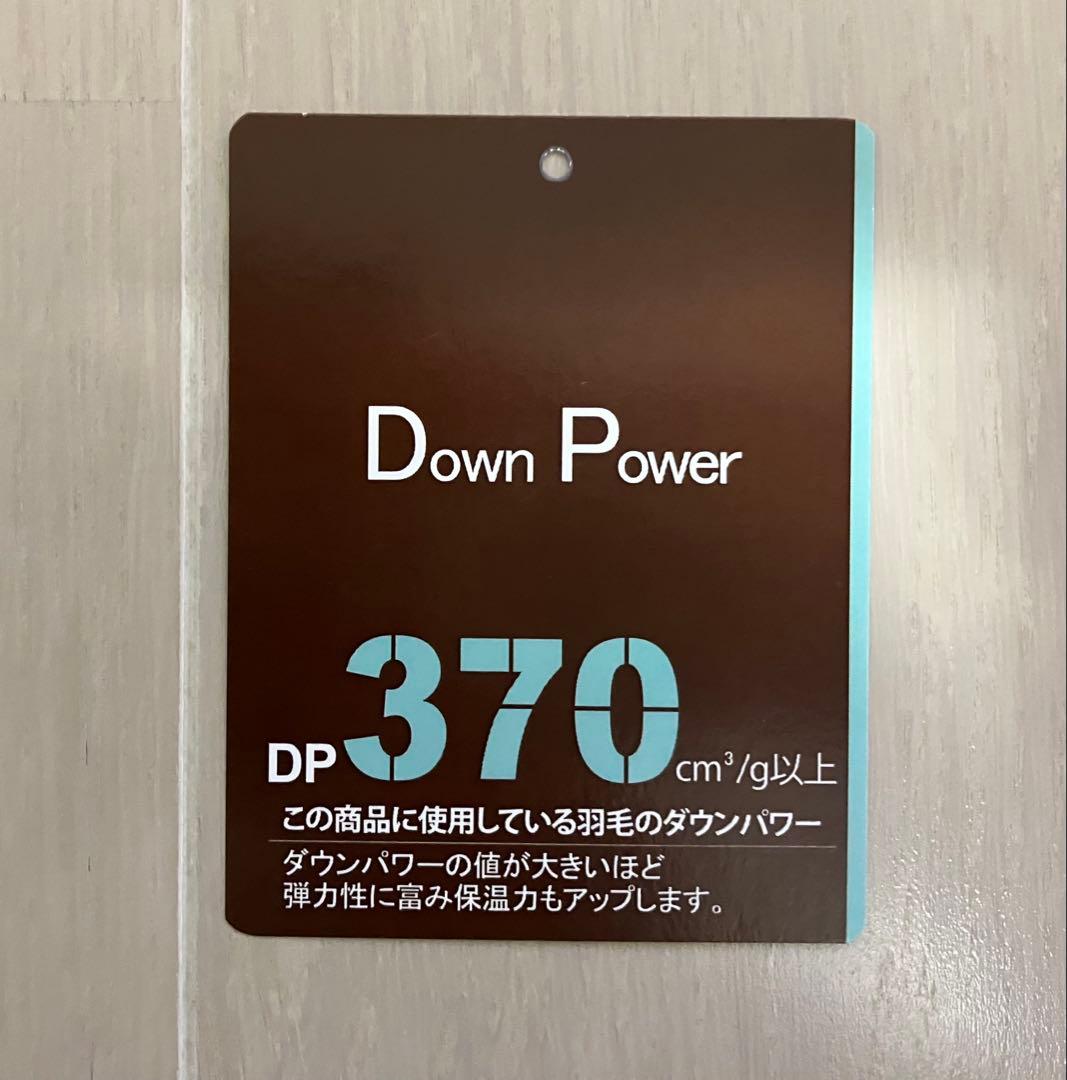 Down Power
DP370cm³/g以上
この商品に使用している羽毛のダウンパワー
ダウンパワーの値が大きいほど
弾力性に富み保温力もアップします。